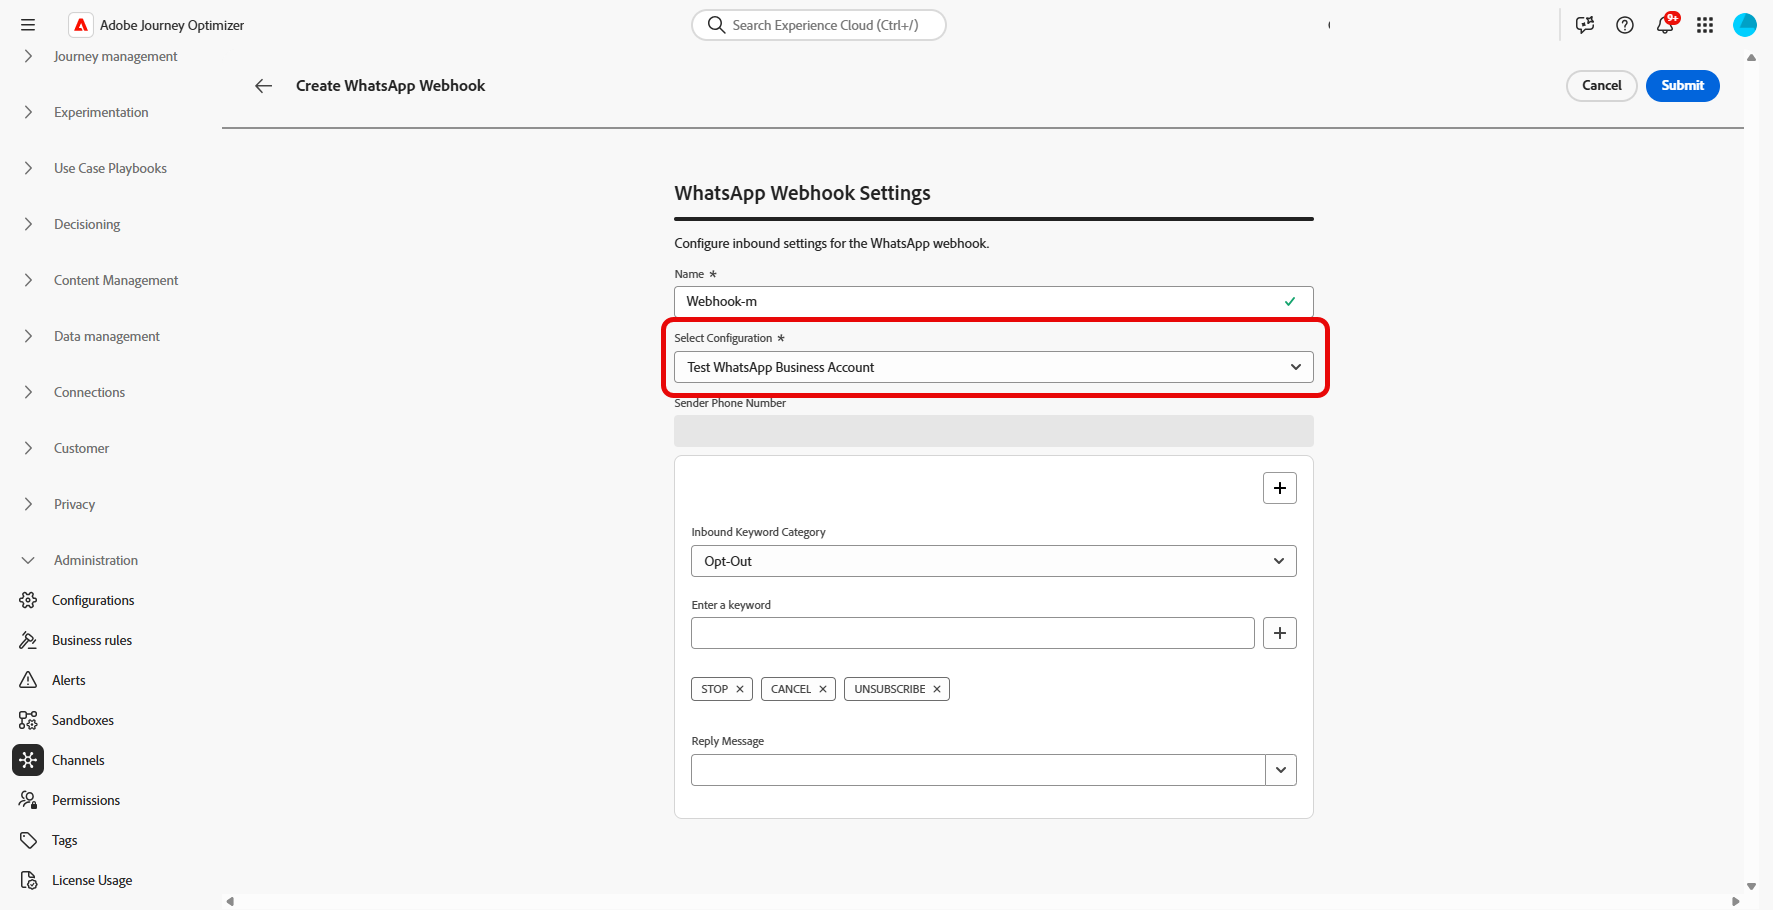 Adobe Journey Optimizer
Search Experience Cloud (Ctrl+/)
9+
Journey management
Experimentation
Use Case Playbooks
Decisioning
Content Management
Data management
Connections
Customer
Privacy
Administration
Configurations
Business rules
Alerts
Sandboxes
Channels
Permissions
Tags
License Usage
Create WhatsApp Webhook
Cancel
Submit
WhatsApp Webhook Settings
Configure inbound settings for the WhatsApp webhook.
Name *
Webhook-m
Select Configuration *
Test WhatsApp Business Account
Sender Phone Number
Inbound Keyword Category
Opt-Out
Enter a keyword
STOP
CANCEL
UNSUBSCRIBE
Reply Message